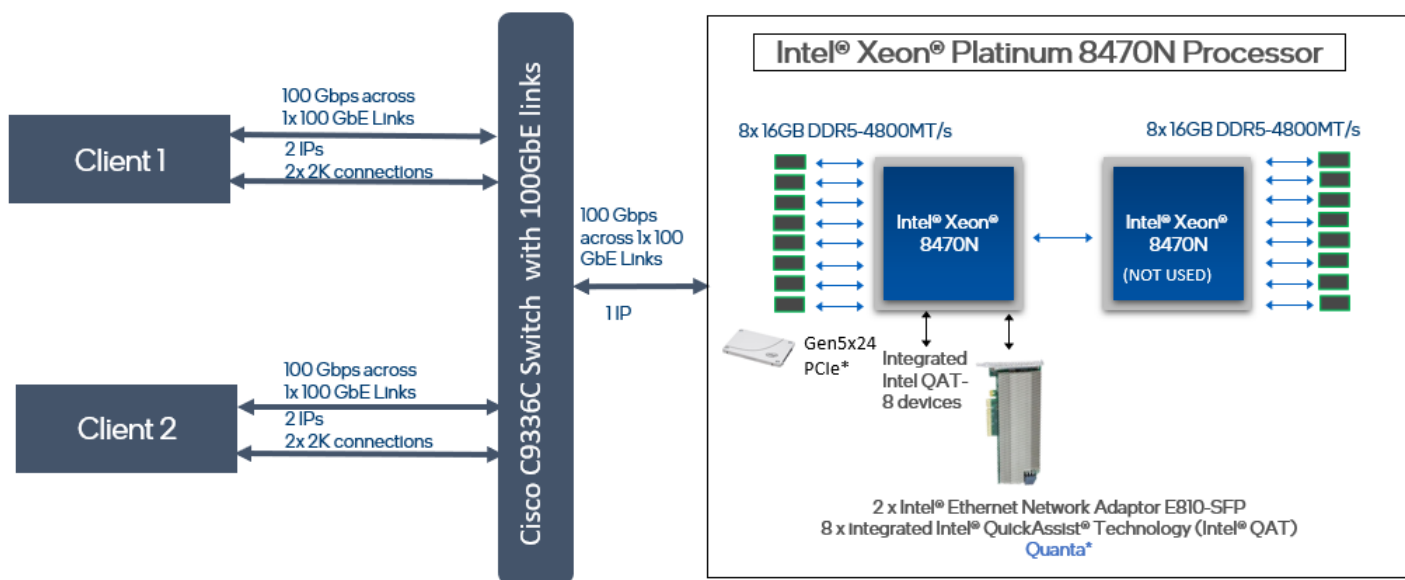 Client 1
100 Gbps across
1x 100 GbE Links
2 IPs
2x 2K connections
Client 2
100 Gbps across
1x 100 GbE Links
2 IPs
2x 2K connections
Cisco C9336C Switch with 100GbE links
100 Gbps
across 1x 100
GbE Links
1 IP
Intel® Xeon® Platinum 8470N Processor
8x 16GB DDR5-4800MT/s
8x 16GB DDR5-4800MT/s
Intel® Xeon®
8470N
Intel® Xeon®
8470N
(NOT USED)
Gen5x24
PCIe*
Integrated
Intel QAT-
8 devices
2 x Intel® Ethernet Network Adaptor E810-SFP
8 x integrated Intel® QuickAssist® Technology (Intel® QAT)
Quanta*